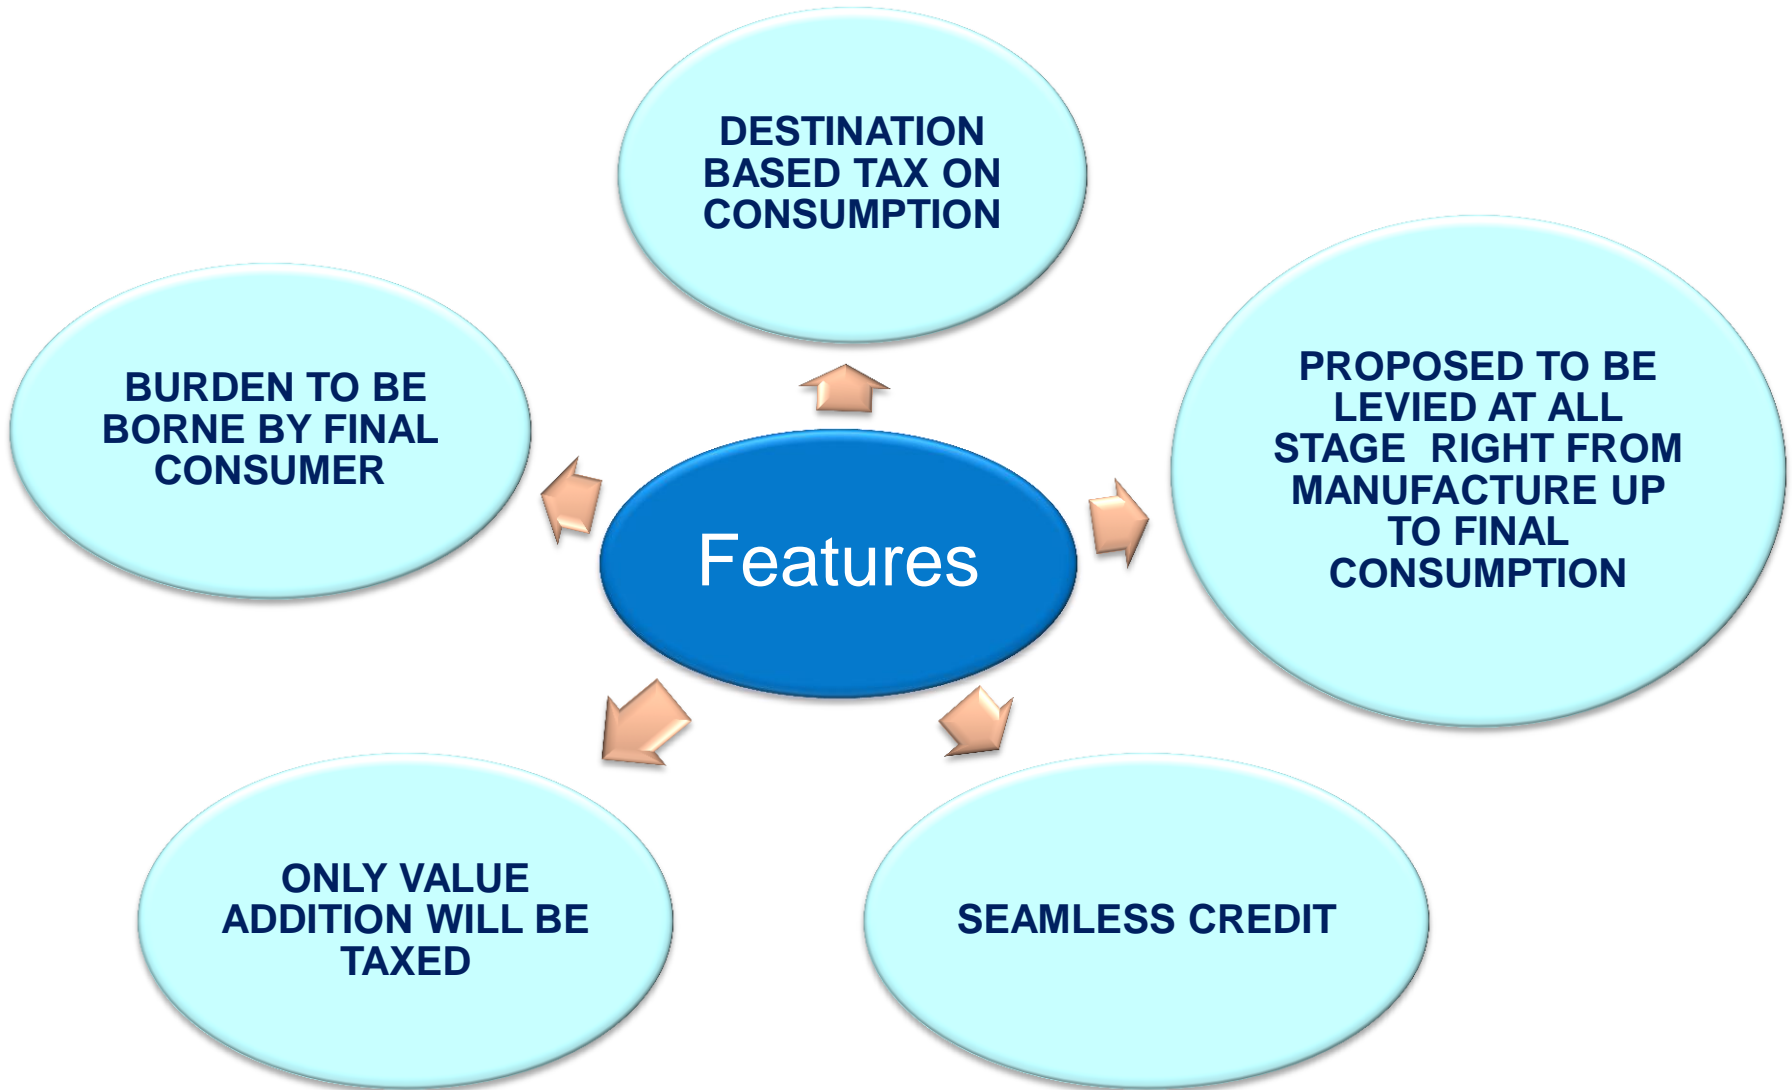 DESTINATION
BASED TAX ON
CONSUMPTION
PROPOSED TO BE
LEVIED AT ALL
STAGE  RIGHT FROM
MANUFACTURE UP
TO FINAL
CONSUMPTION
BURDEN TO BE
BORNE BY FINAL
CONSUMER
Features
ONLY VALUE
ADDITION WILL BE
TAXED
SEAMLESS CREDIT